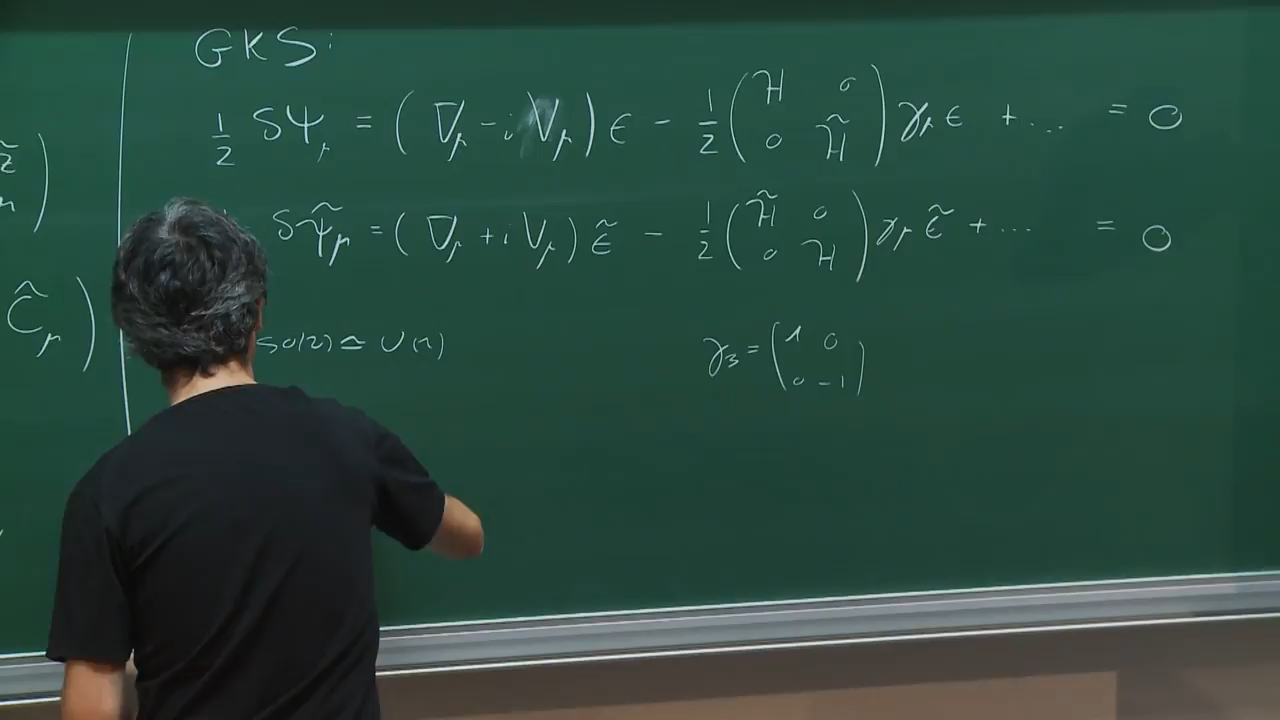 GKS:
1/2 δΨ_μ = (∇_μ - i V_μ) ϵ - 1/2 (H 0 0 H̃) γ_μ ϵ + ... = 0
δΨ̃_μ = (∇_μ + i V_μ) ϵ̃ - 1/2 (H̃ 0 0 H) γ_μ ϵ̃ + ... = 0
Ĉ_μ )
SO(2) ≃ U(1)
γ_3 = (1 0 0 -1)